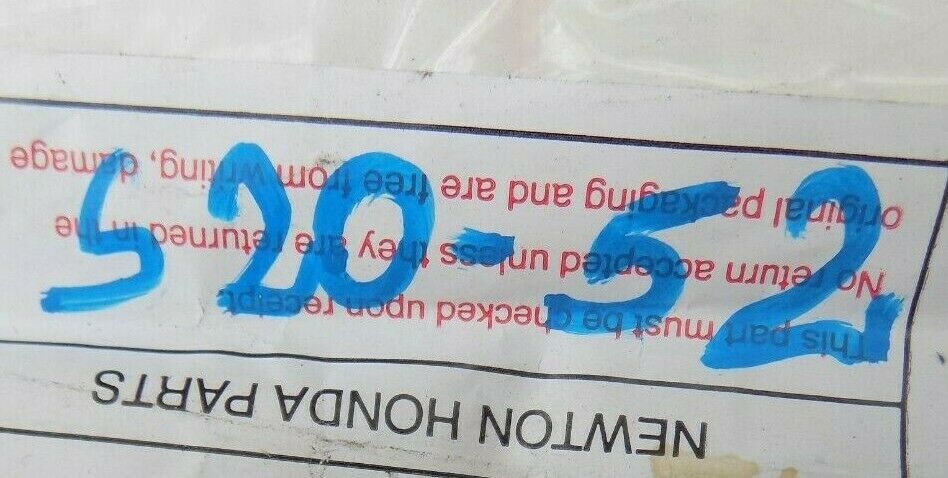 NEWTON HONDA PARTS
This part must be checked upon receipt
No return accepted unless they are returned in the
original packaging and are free from writing, damage
520-52